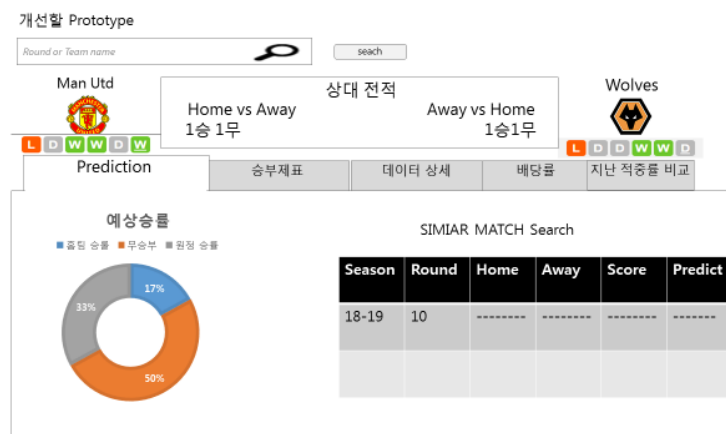 개선할 Prototype
Round or Team name
seach
Man Utd
상대 전적
Wolves
Home vs Away
Away vs Home
1승 1무
1승1무
L D W W D W
L D D W W D
Prediction
승부제표
데이터 상세
배당률
지난 적중률 비교
예상승률
홈팀 승률 무승부 원정 승률
17%
33%
50%
SIMIAR MATCH Search
Season Round Home Away Score Predict
18-19 10 -------- -------- -------- -------